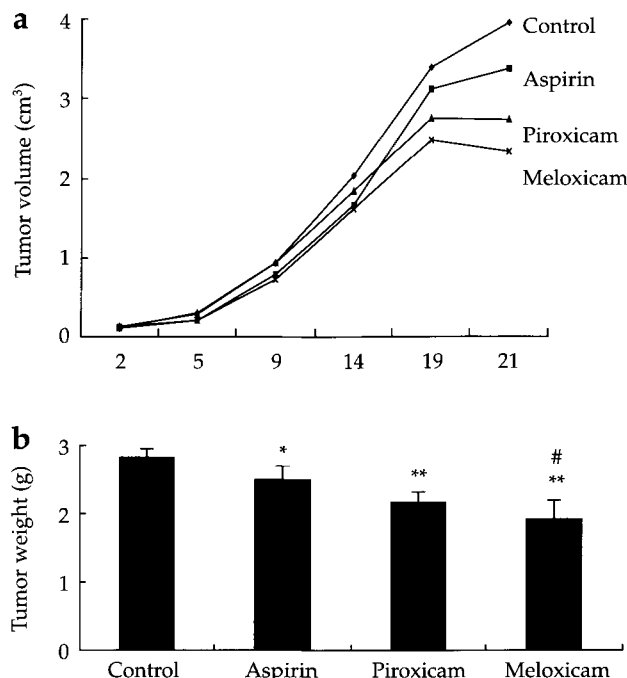 a
Tumor volume (cm³)
4
3
2
1
0
Control
Aspirin
Piroxicam
Meloxicam
2 5 9 14 19 21
b
Tumor weight (g)
3
2
1
0
* ** #
**
Control Aspirin Piroxicam Meloxicam